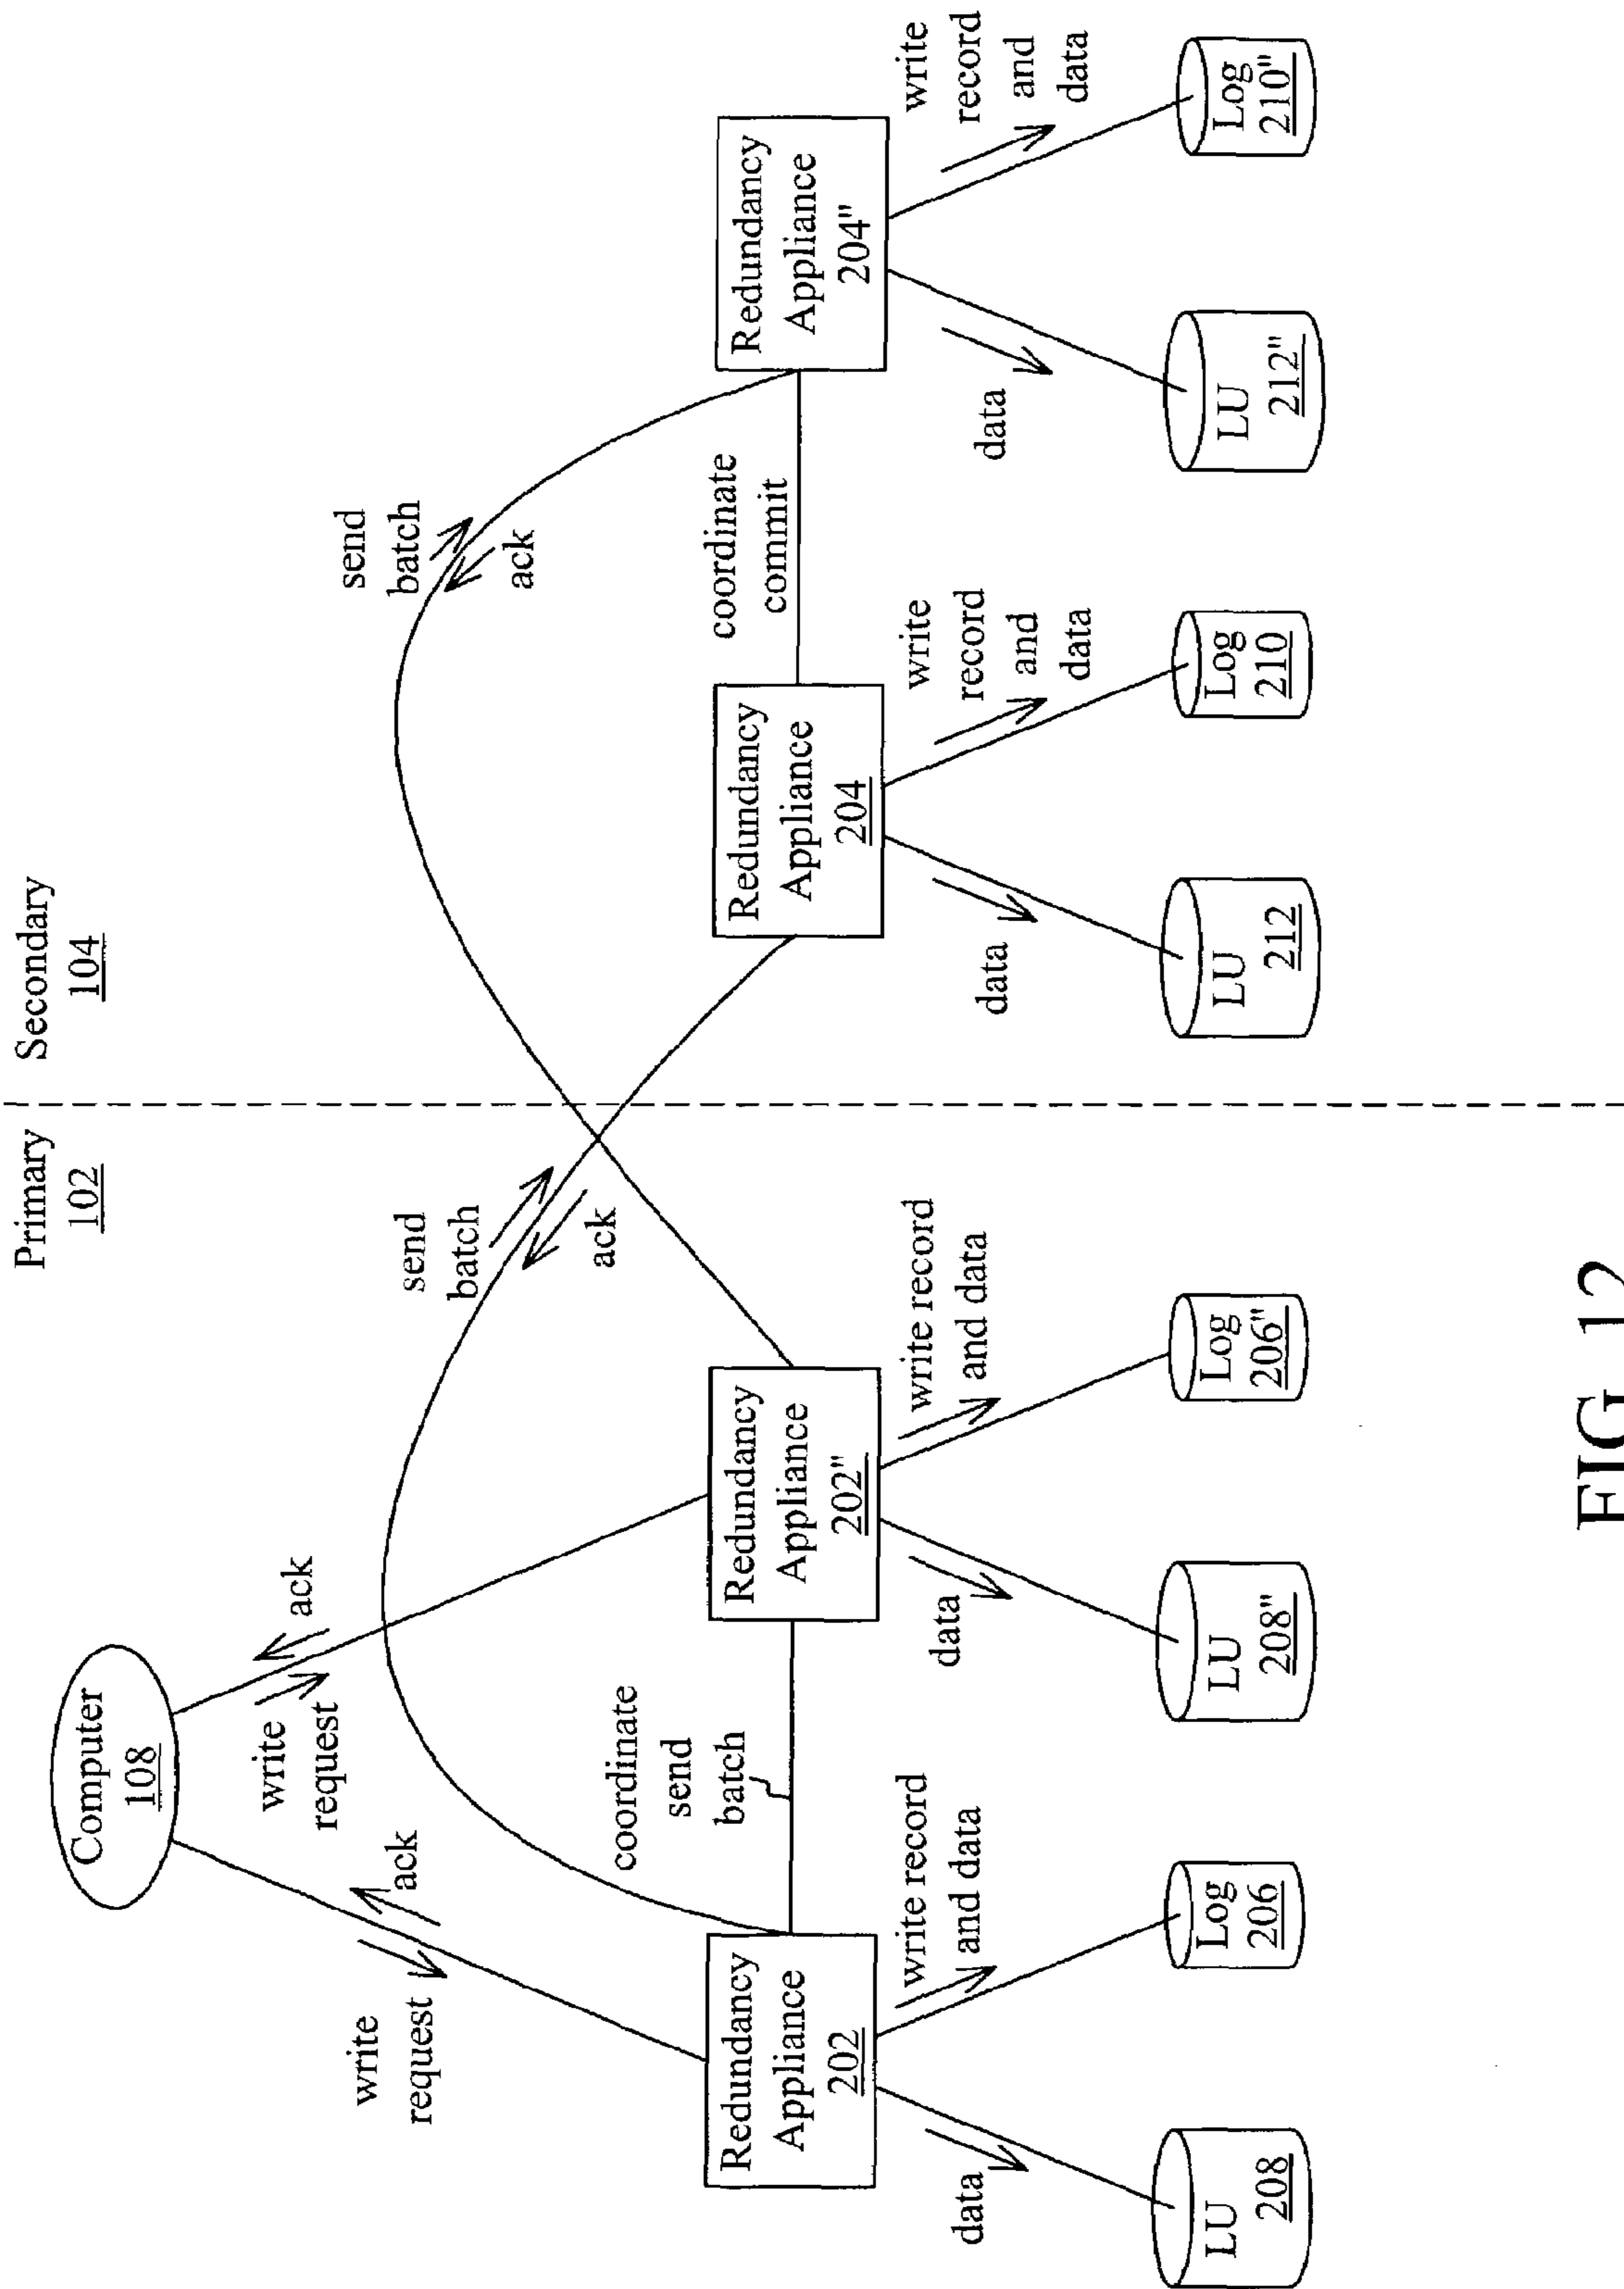 Primary
102
Secondary
104
Computer
108
write
request
ack
write
request
ack
send
batch
ack
send
batch
ack
coordinate
send
batch
coordinate
commit
Redundancy
Appliance
202
Redundancy
Appliance
202"
Redundancy
Appliance
204
Redundancy
Appliance
204"
data
write record
and data
data
write record
and data
data
write
record
and
data
data
write
record
and
data
LU
208
Log
206
LU
208"
Log
206"
LU
212
Log
210
LU
212"
Log
210"
FIG. 12